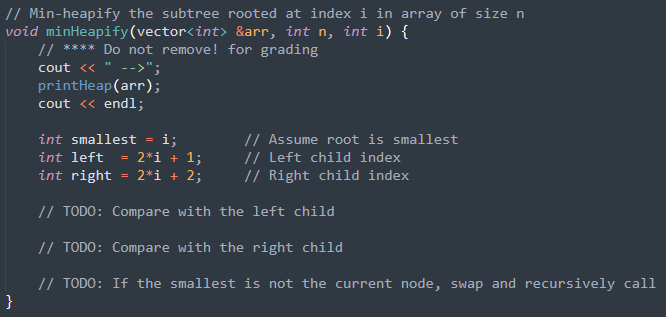 // Min-heapify the subtree rooted at index i in array of size n
void minHeapify(vector<int> &arr, int n, int i) {
    // **** Do not remove! for grading
    cout << " -->";
    printHeap(arr);
    cout << endl;

    int smallest = i;        // Assume root is smallest
    int left  = 2*i + 1;     // Left child index
    int right = 2*i + 2;     // Right child index

    // TODO: Compare with the left child

    // TODO: Compare with the right child

    // TODO: If the smallest is not the current node, swap and recursively call
}